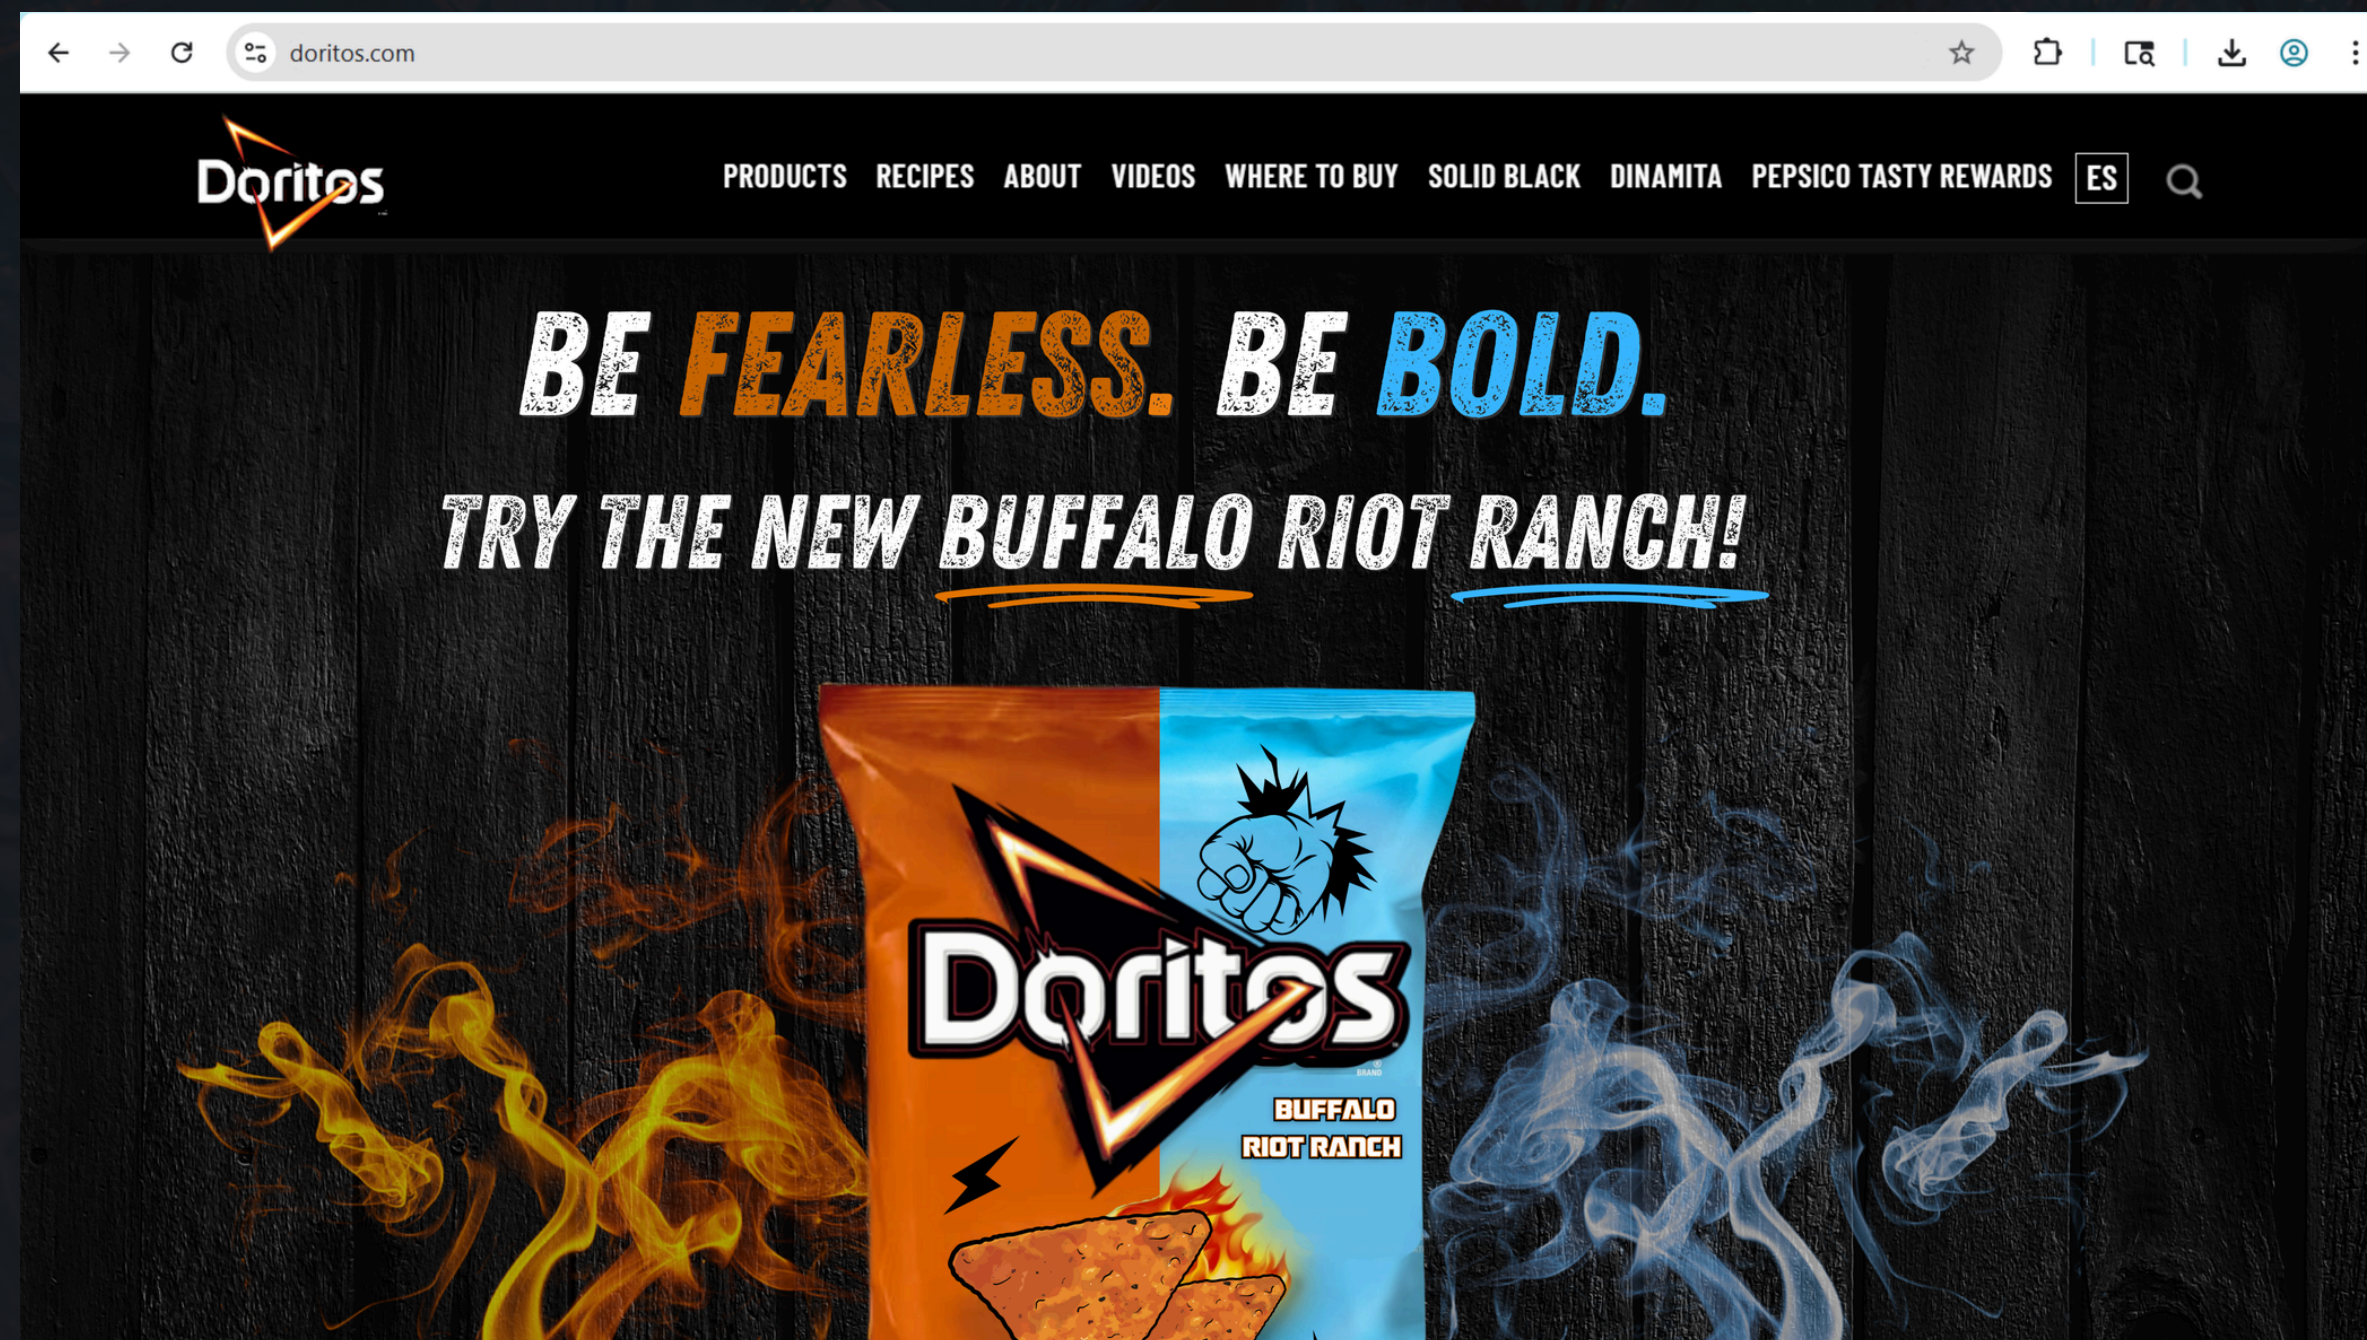 doritos.com
Doritos
PRODUCTS RECIPES ABOUT VIDEOS WHERE TO BUY SOLID BLACK DINAMITA PEPSICO TASTY REWARDS ES
BE FEARLESS. BE BOLD.
TRY THE NEW BUFFALO RIOT RANCH!
Doritos
BRAND
BUFFALO
RIOT RANCH